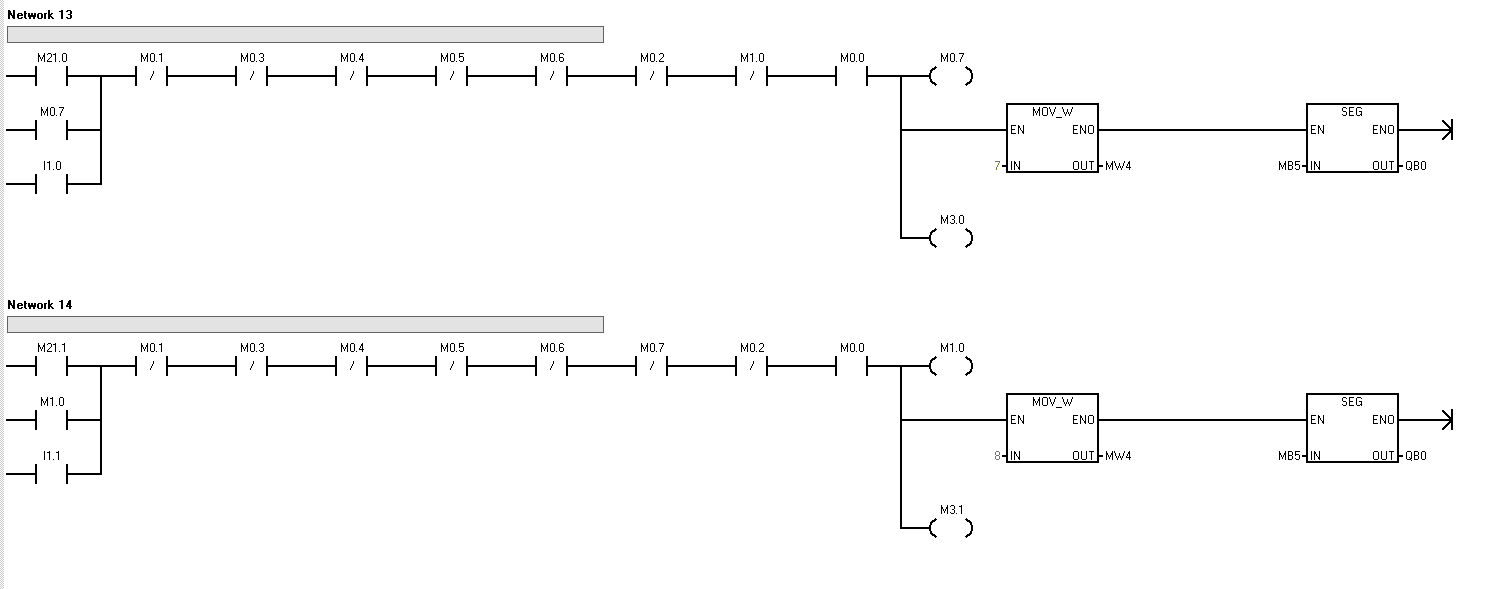 Network 13
M21.0 M0.1 M0.3 M0.4 M0.5 M0.6 M0.2 M1.0 M0.0 M0.7
/ / / / / / /
M0.7 MOV_W SEG
EN ENO EN ENO
I1.0 7 IN OUT MW4 MB5 IN OUT QB0
M3.0
Network 14
M21.1 M0.1 M0.3 M0.4 M0.5 M0.6 M0.7 M0.2 M0.0 M1.0
/ / / / / / /
M1.0 MOV_W SEG
EN ENO EN ENO
I1.1 8 IN OUT MW4 MB5 IN OUT QB0
M3.1